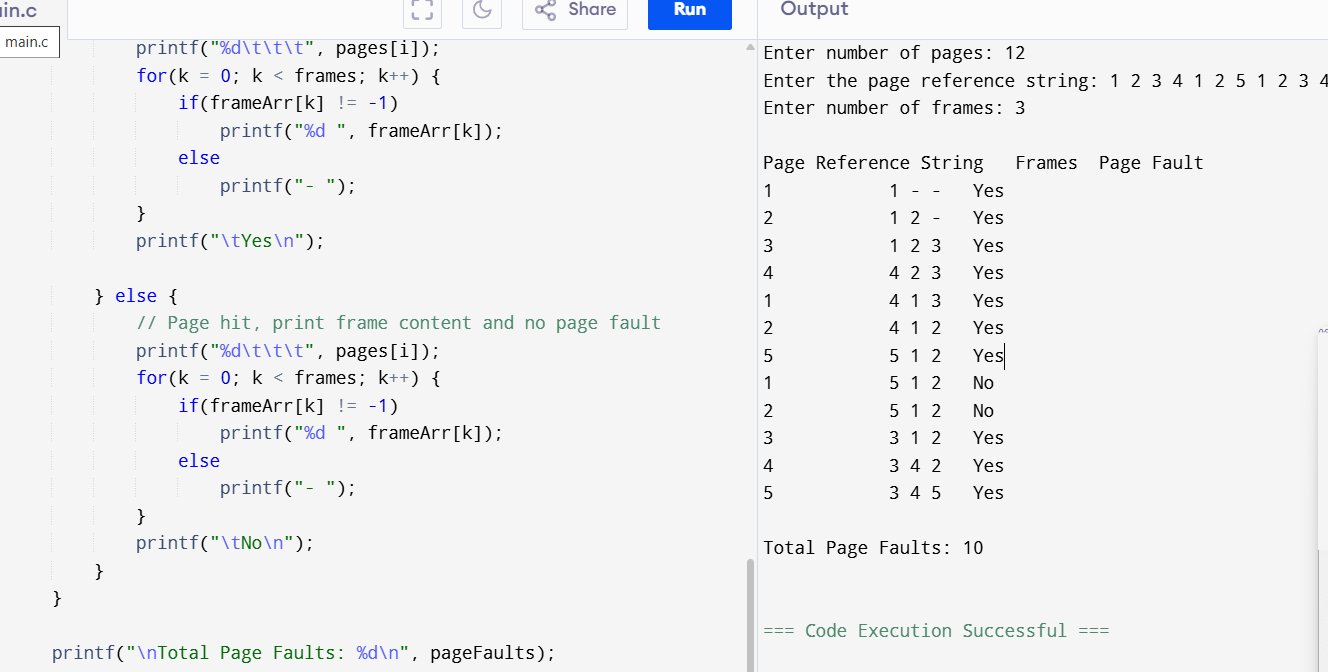 in.c
Share
Run
Output
main.c
printf("%d\t\t\t", pages[i]);
for(k = 0; k < frames; k++) {
if(frameArr[k] != -1)
printf("%d ", frameArr[k]);
else
printf("- ");
}
printf("\tYes\n");
} else {
// Page hit, print frame content and no page fault
printf("%d\t\t\t", pages[i]);
for(k = 0; k < frames; k++) {
if(frameArr[k] != -1)
printf("%d ", frameArr[k]);
else
printf("- ");
}
printf("\tNo\n");
}
}
printf("\nTotal Page Faults: %d\n", pageFaults);
Enter number of pages: 12
Enter the page reference string: 1 2 3 4 1 2 5 1 2 3 4
Enter number of frames: 3
Page Reference String Frames Page Fault
1 1 - - Yes
2 1 2 - Yes
3 1 2 3 Yes
4 4 2 3 Yes
1 4 1 3 Yes
2 4 1 2 Yes
5 5 1 2 Yes
1 5 1 2 No
2 5 1 2 No
3 3 1 2 Yes
4 3 4 2 Yes
5 3 4 5 Yes
Total Page Faults: 10
=== Code Execution Successful ===